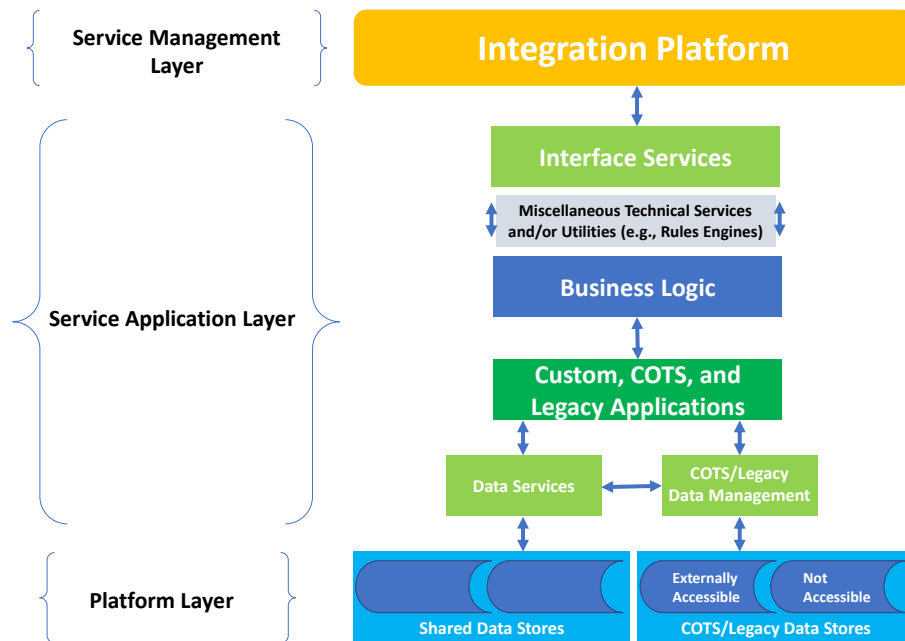 Service Management
Layer
Integration Platform
Interface Services
Miscellaneous Technical Services
and/or Utilities (e.g., Rules Engines)
Business Logic
Service Application Layer
Custom, COTS, and
Legacy Applications
Data Services
COTS/Legacy
Data Management
Platform Layer
Externally
Accessible
Not
Accessible
Shared Data Stores
COTS/Legacy Data Stores